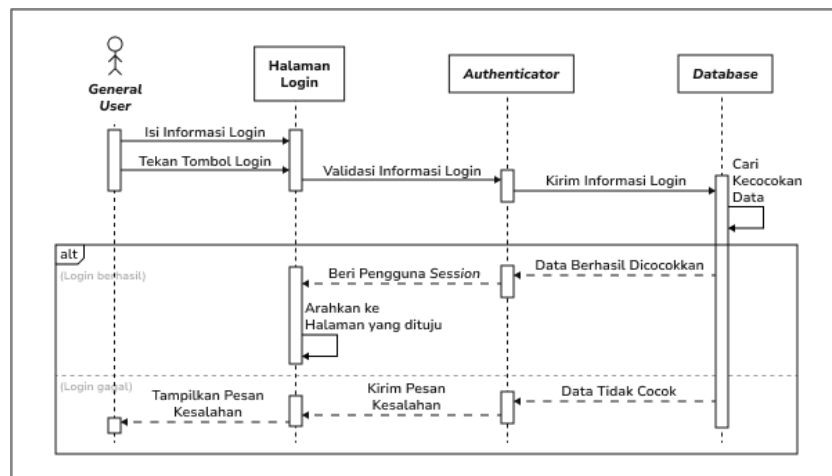 General
User
Halaman
Login
Authenticator
Database
Isi Informasi Login
Tekan Tombol Login
Validasi Informasi Login
Kirim Informasi Login
Cari
Kecocokan
Data
alt
(Login berhasil)
Data Berhasil Dicocokkan
Beri Pengguna Session
Arahkan ke
Halaman yang dituju
(Login gagal)
Tampilkan Pesan
Kesalahan
Kirim Pesan
Kesalahan
Data Tidak Cocok